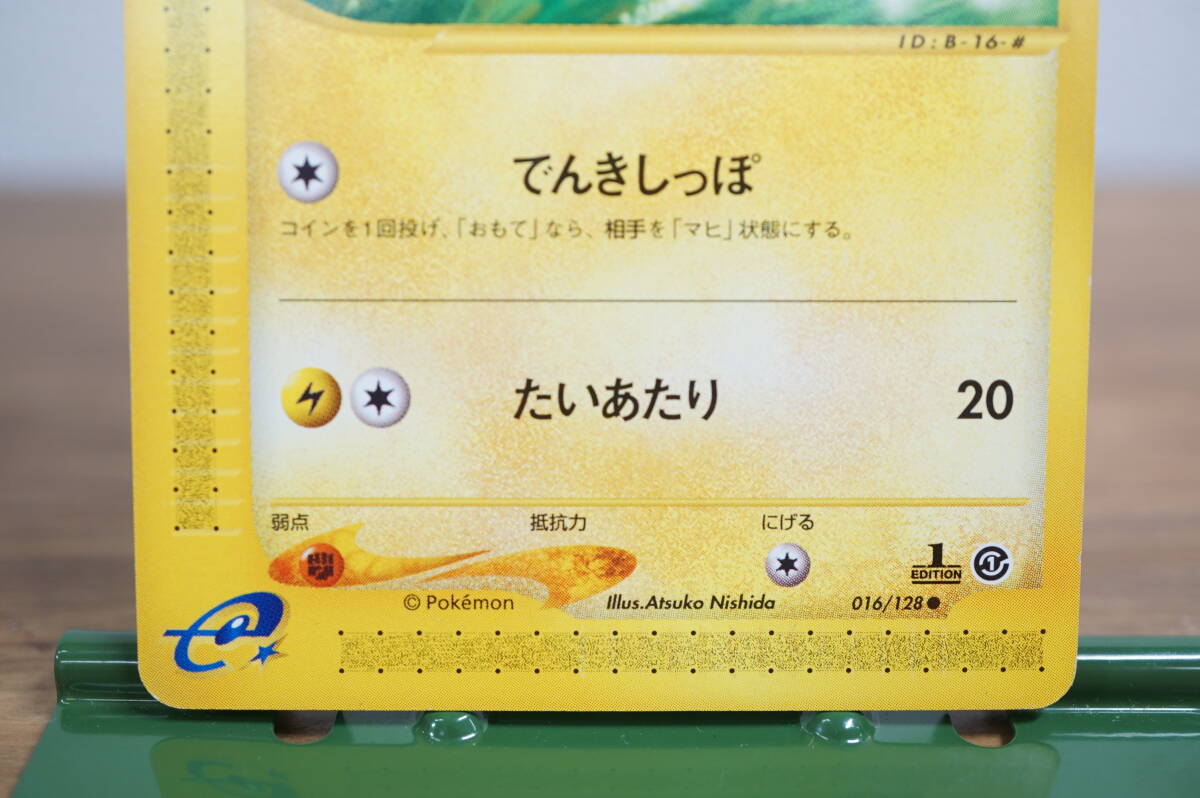 ID : B-16-#
でんきしっぽ
コインを1回投げ、「おもて」なら、相手を「マヒ」状態にする。
たいあたり 20
弱点 抵抗力 にげる
1 EDITION
© Pokémon Illus.Atsuko Nishida 016/128 ●
e